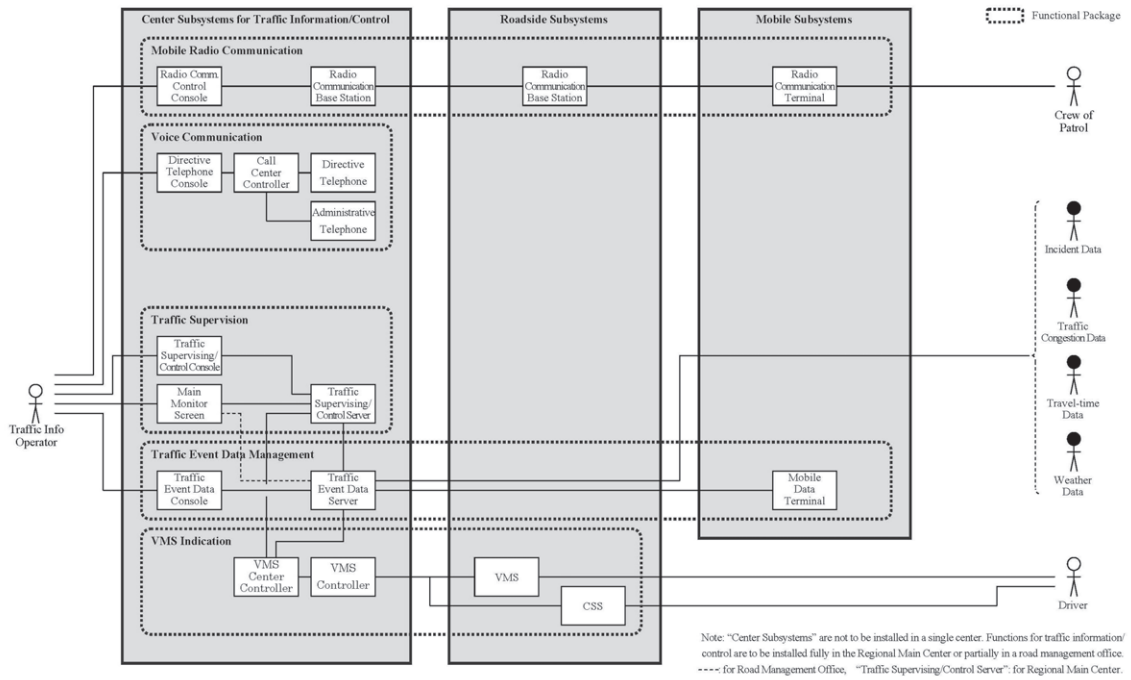 Center Subsystems for Traffic Information/Control
Roadside Subsystems
Mobile Subsystems
Functional Package
Mobile Radio Communication
Radio Comm.
Control
Console
Radio
Communication
Base Station
Radio
Communication
Base Station
Radio
Communication
Terminal
Crew of
Patrol
Voice Communication
Directive
Telephone
Console
Call
Center
Controller
Directive
Telephone
Administrative
Telephone
Incident Data
Traffic
Congestion Data
Travel-time
Data
Weather
Data
Traffic Supervision
Traffic
Supervising/
Control Console
Main
Monitor
Screen
Traffic
Supervising/
Control Server
Traffic Info
Operator
Traffic Event Data Management
Traffic
Event Data
Console
Traffic
Event Data
Server
Mobile
Data
Terminal
VMS Indication
VMS
Center
Controller
VMS
Controller
VMS
CSS
Driver
Note: “Center Subsystems” are not to be installed in a single center. Functions for traffic information/
control are to be installed fully in the Regional Main Center or partially in a road management office.
-----: for Road Management Office, “Traffic Supervising/Control Server”: for Regional Main Center.